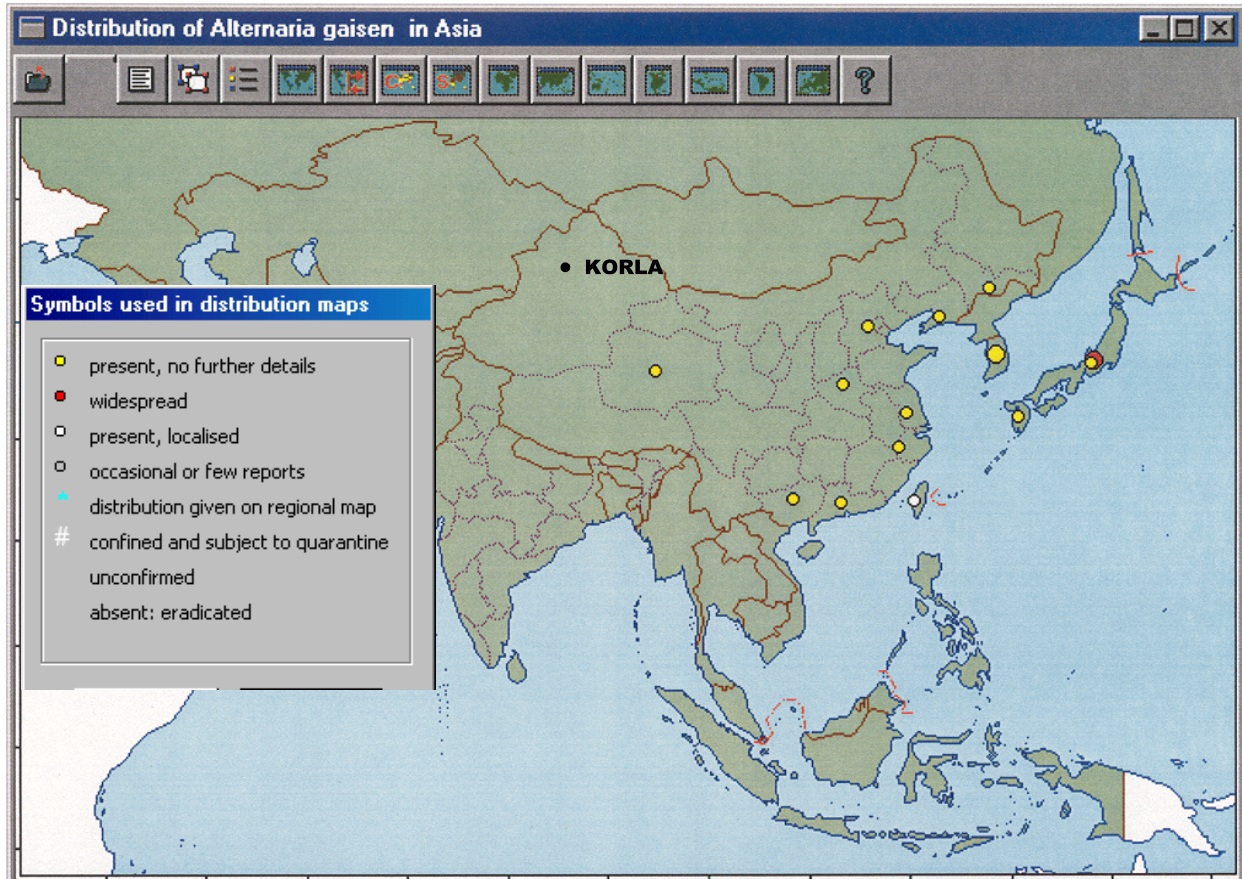 Distribution of Alternaria gaisen in Asia
C
S
?
KORLA
Symbols used in distribution maps
present, no further details
widespread
present, localised
occasional or few reports
distribution given on regional map
# confined and subject to quarantine
unconfirmed
absent: eradicated